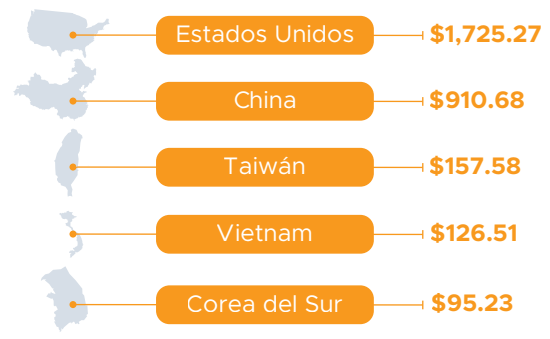 Estados Unidos $1,725.27
China $910.68
Taiwán $157.58
Vietnam $126.51
Corea del Sur $95.23